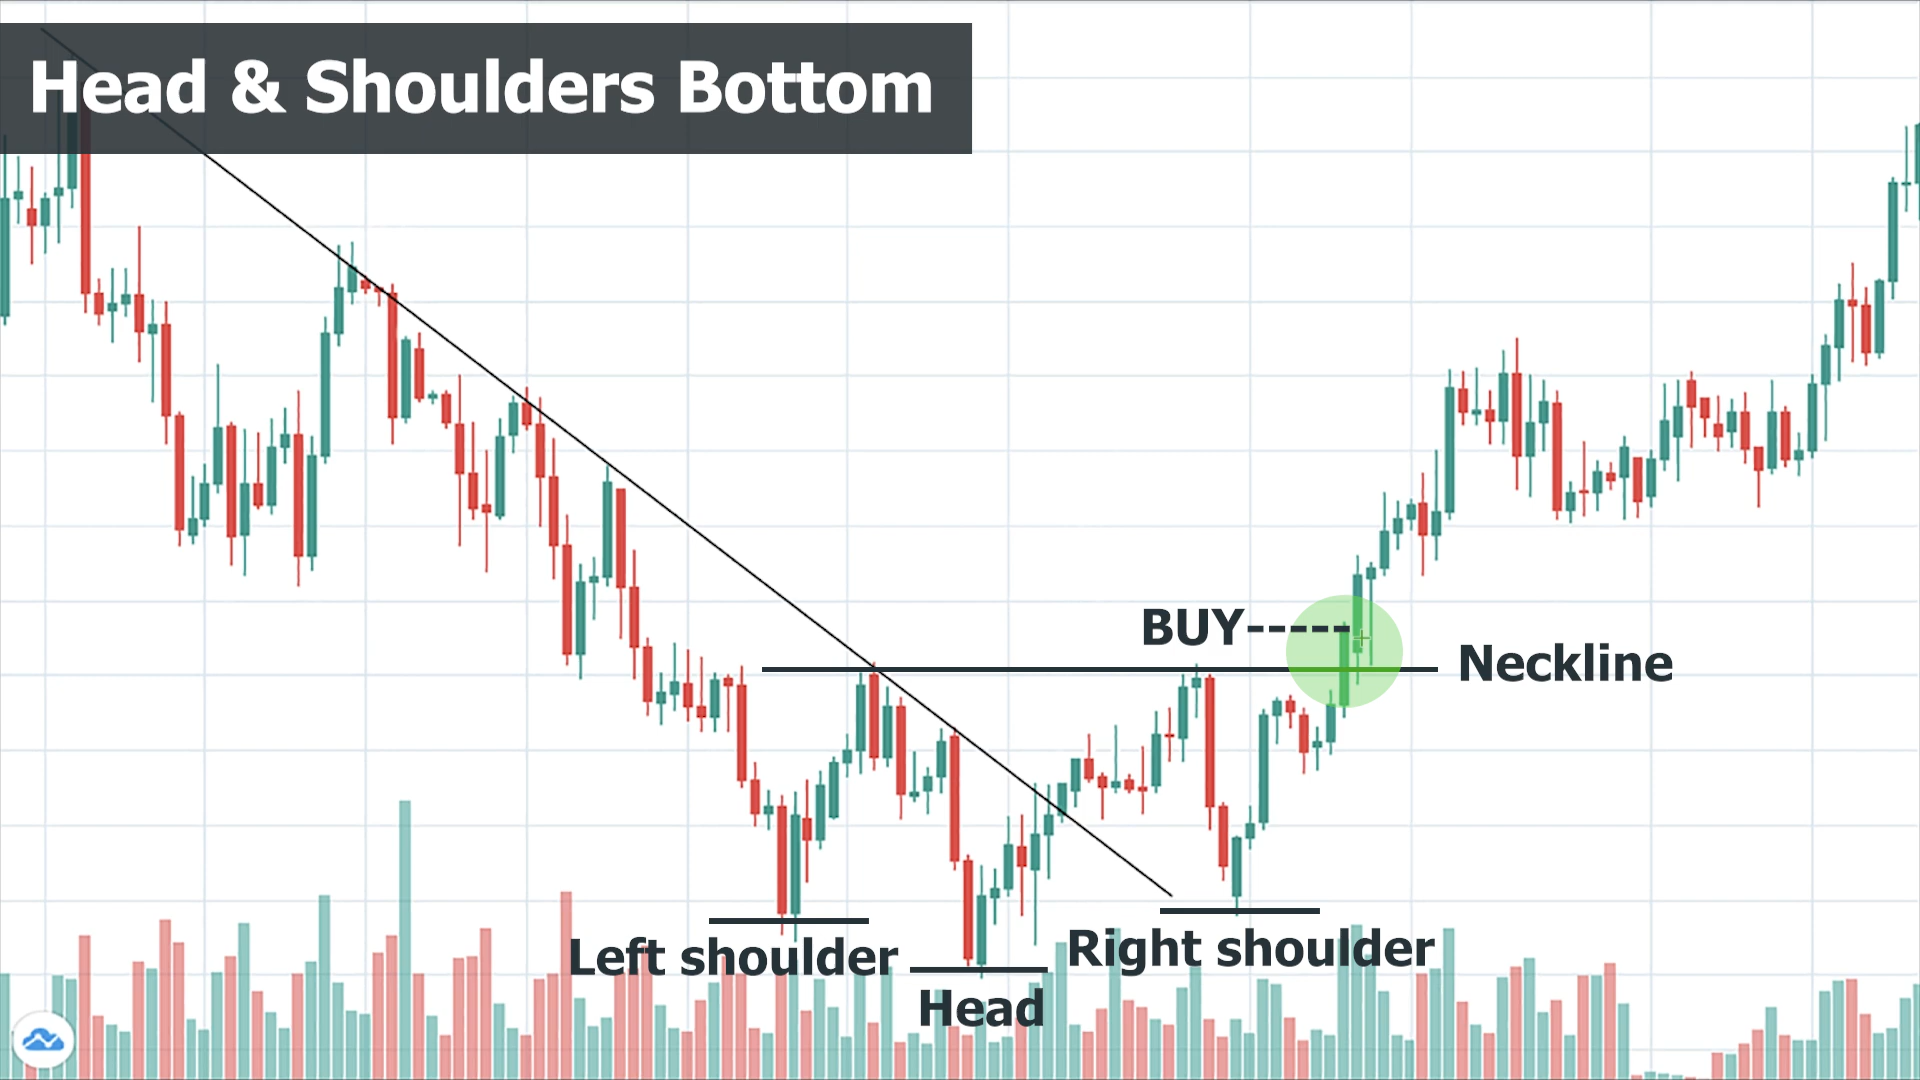 Head & Shoulders Bottom
BUY
Neckline
Left shoulder
Right shoulder
Head